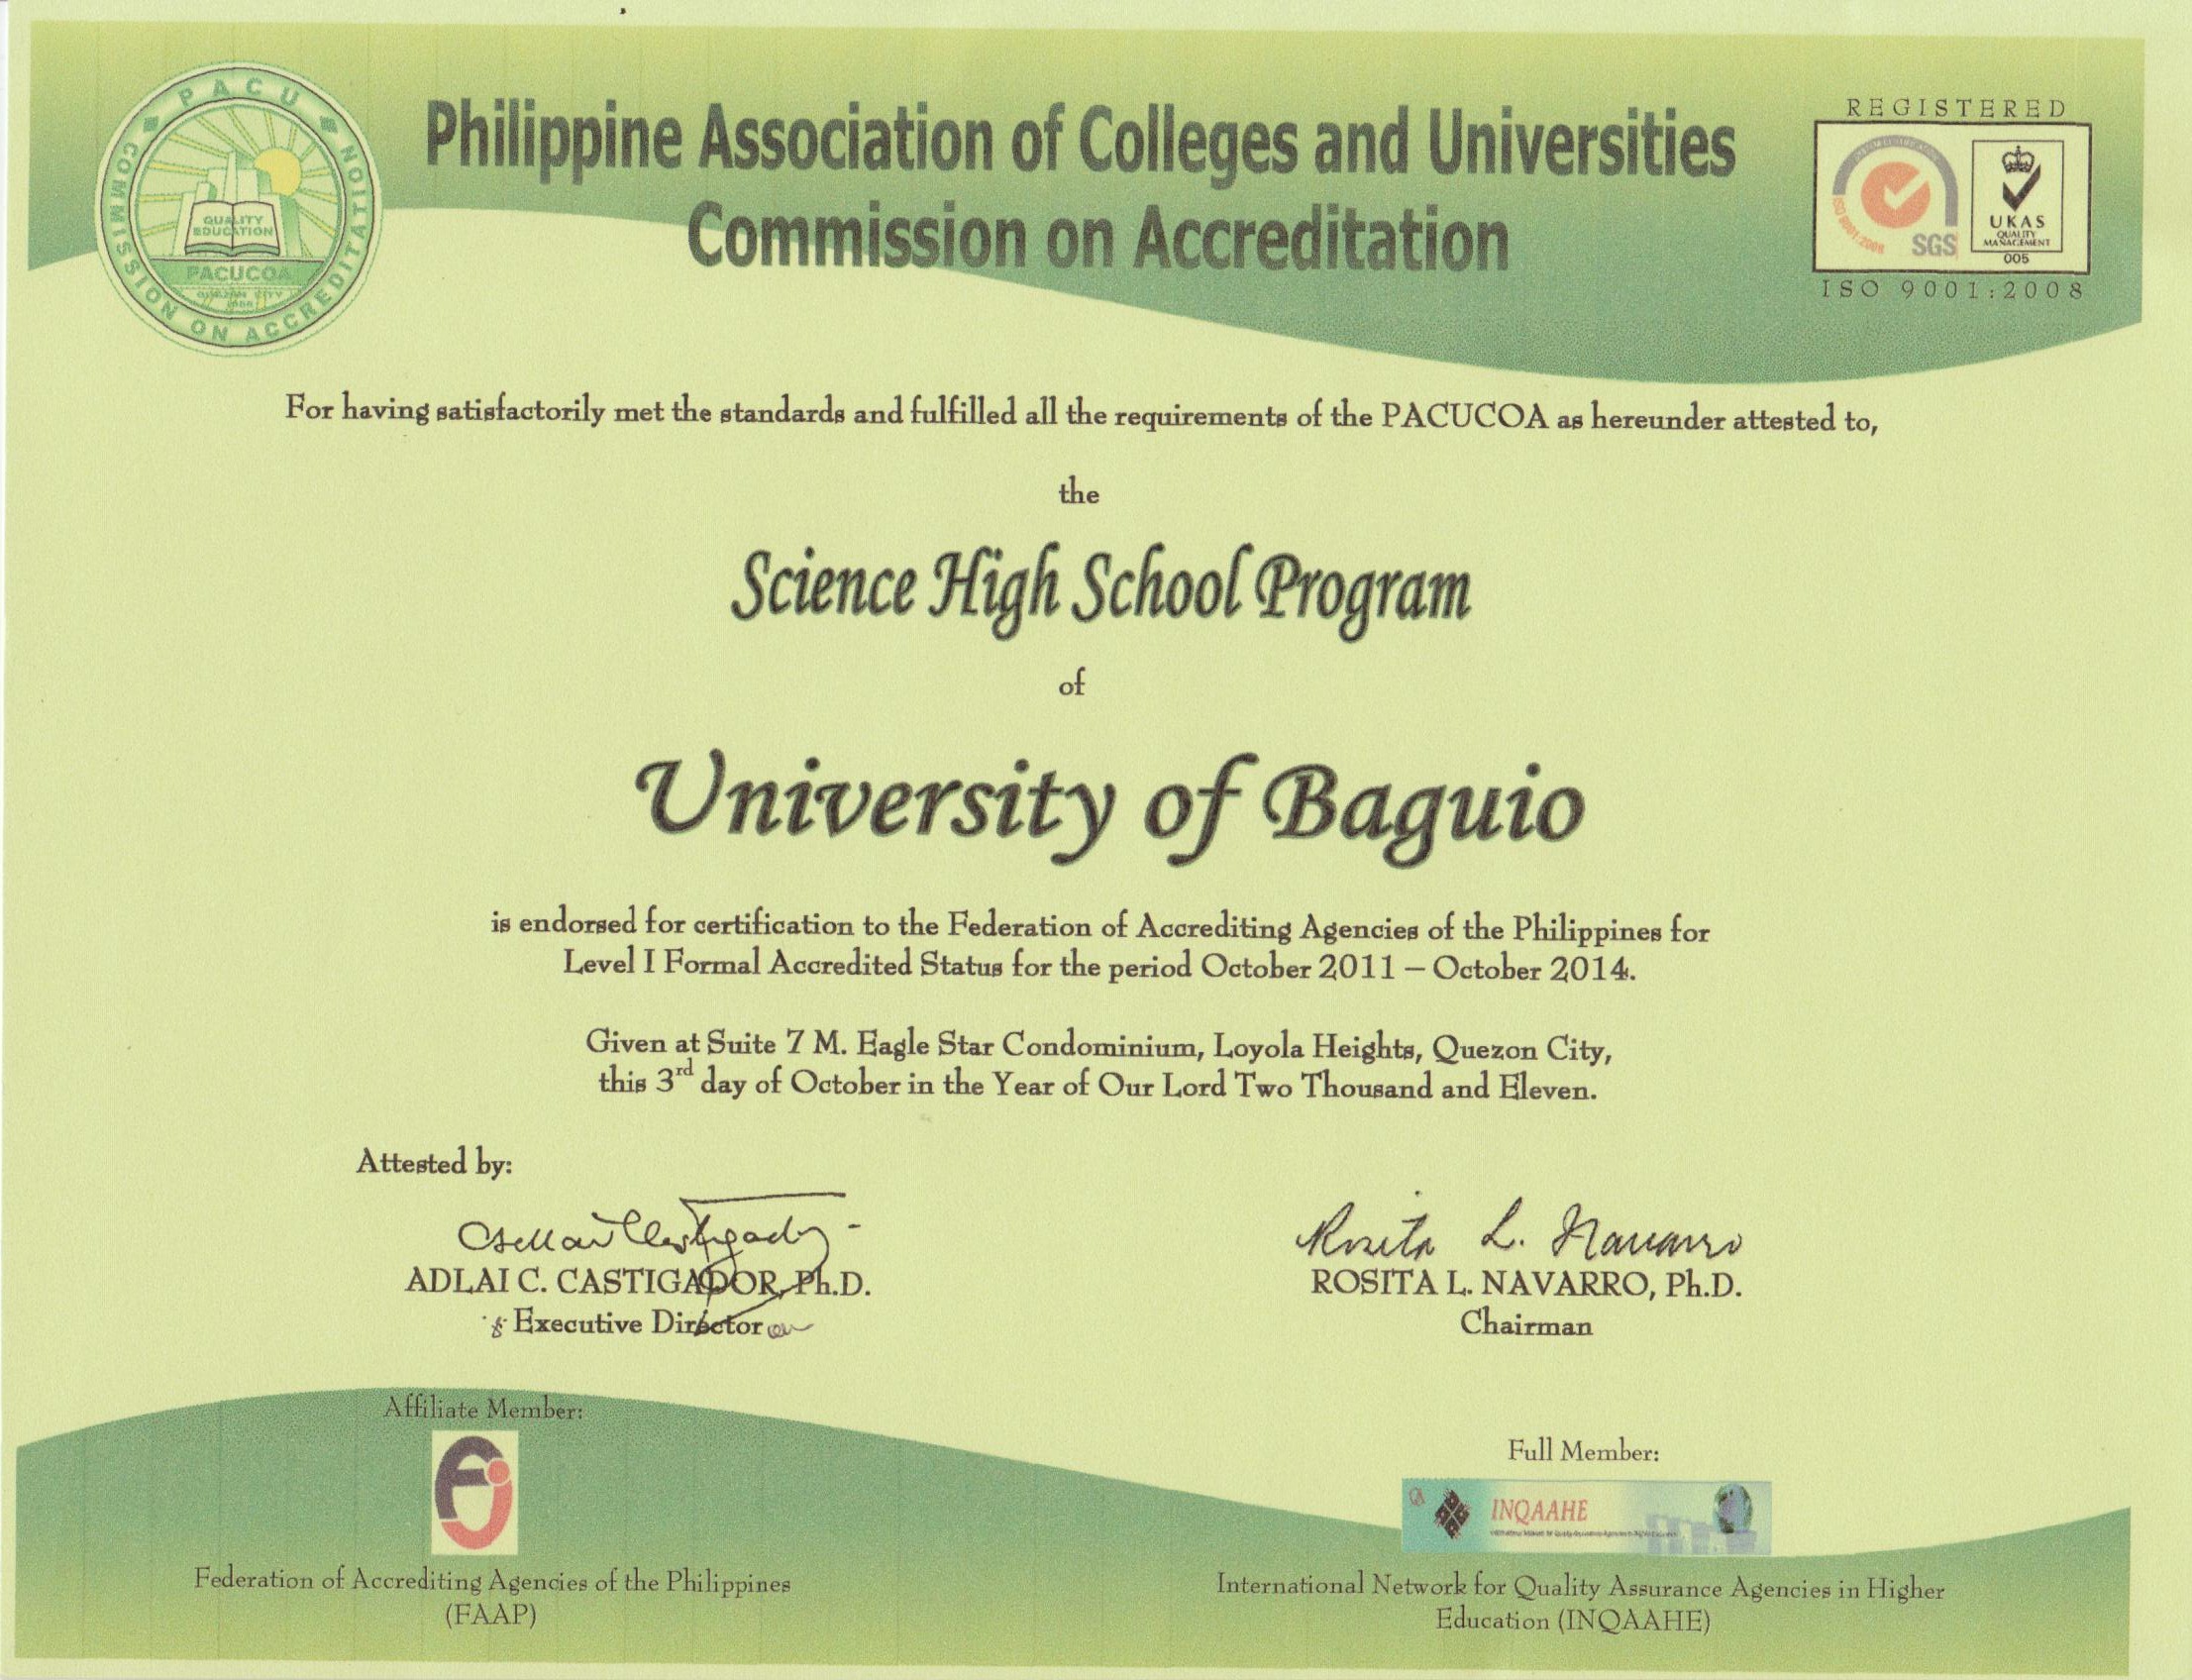 PACU
COMMISSION ON ACCREDITATION
QUALITY
EDUCATION
PACUCOA
QUEZON CITY
Philippine Association of Colleges and Universities
Commission on Accreditation
REGISTERED
ISO 9001:2008
SGS
UKAS
QUALITY
MANAGEMENT
005
ISO 9001:2008
For having satisfactorily met the standards and fulfilled all the requirements of the PACUCOA as hereunder attested to,
the
Science High School Program
of
University of Baguio
is endorsed for certification to the Federation of Accrediting Agencies of the Philippines for
Level I Formal Accredited Status for the period October 2011 – October 2014.
Given at Suite 7 M. Eagle Star Condominium, Loyola Heights, Quezon City,
this 3rd day of October in the Year of Our Lord Two Thousand and Eleven.
Attested by:
ADLAI C. CASTIGADOR, Ph.D.
Executive Director
Rosita L. Navarro
ROSITA L. NAVARRO, Ph.D.
Chairman
Affiliate Member:
Federation of Accrediting Agencies of the Philippines
(FAAP)
Full Member:
INQAAHE
International Network for Quality Assurance Agencies in Higher
Education (INQAAHE)